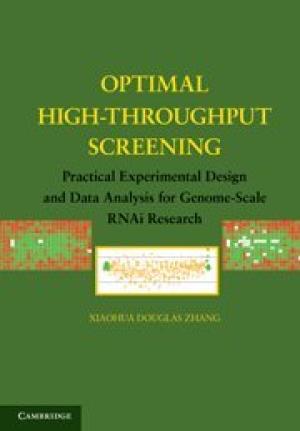 OPTIMAL
HIGH-THROUGHPUT
SCREENING
Practical Experimental Design
and Data Analysis for Genome-Scale
RNAi Research
XIAOHUA DOUGLAS ZHANG
CAMBRIDGE